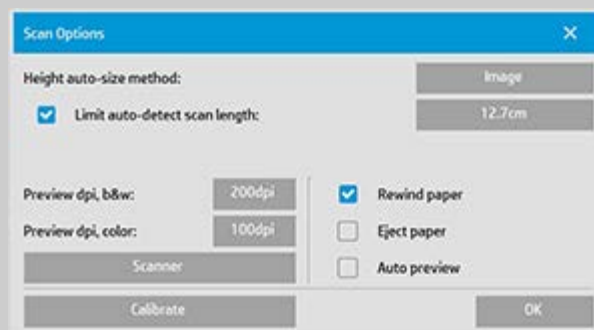 Scan Options
Height auto-size method: Image
Limit auto-detect scan length: 12.7cm
Preview dpi, b&w: 200dpi
Rewind paper
Preview dpi, color: 100dpi
Eject paper
Scanner
Auto preview
Calibrate
OK